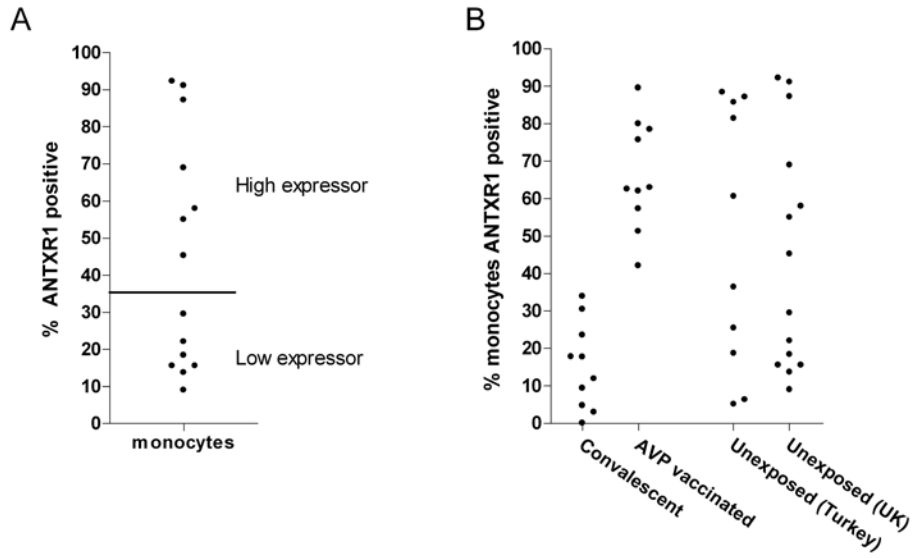 A
% ANTXR1 positive
100
90
80
70
60
50
40
30
20
10
0
High expressor
Low expressor
monocytes
B
% monocytes ANTXR1 positive
100
90
80
70
60
50
40
30
20
10
0
Convalescent
AVP vaccinated
Unexposed (Turkey)
Unexposed (UK)